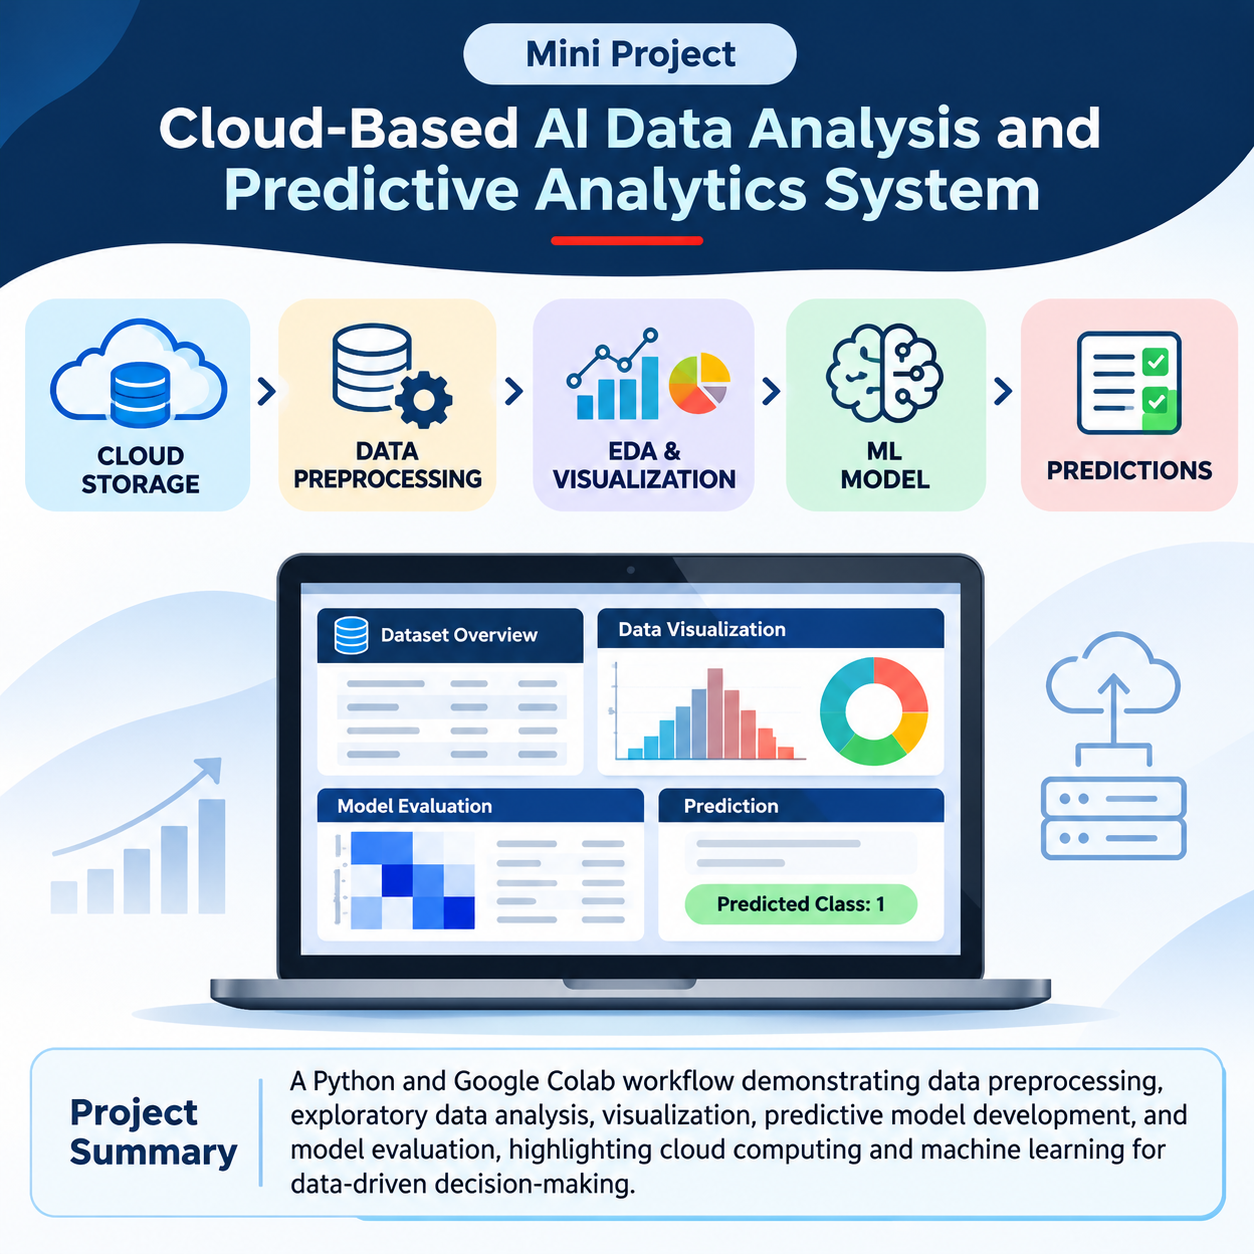 Mini Project
Cloud-Based AI Data Analysis and
Predictive Analytics System
CLOUD
STORAGE
DATA
PREPROCESSING
EDA &
VISUALIZATION
ML
MODEL
PREDICTIONS
Dataset Overview
Data Visualization
Model Evaluation
Prediction
Predicted Class: 1
Project
Summary
A Python and Google Colab workflow demonstrating data preprocessing,
exploratory data analysis, visualization, predictive model development, and
model evaluation, highlighting cloud computing and machine learning for
data-driven decision-making.